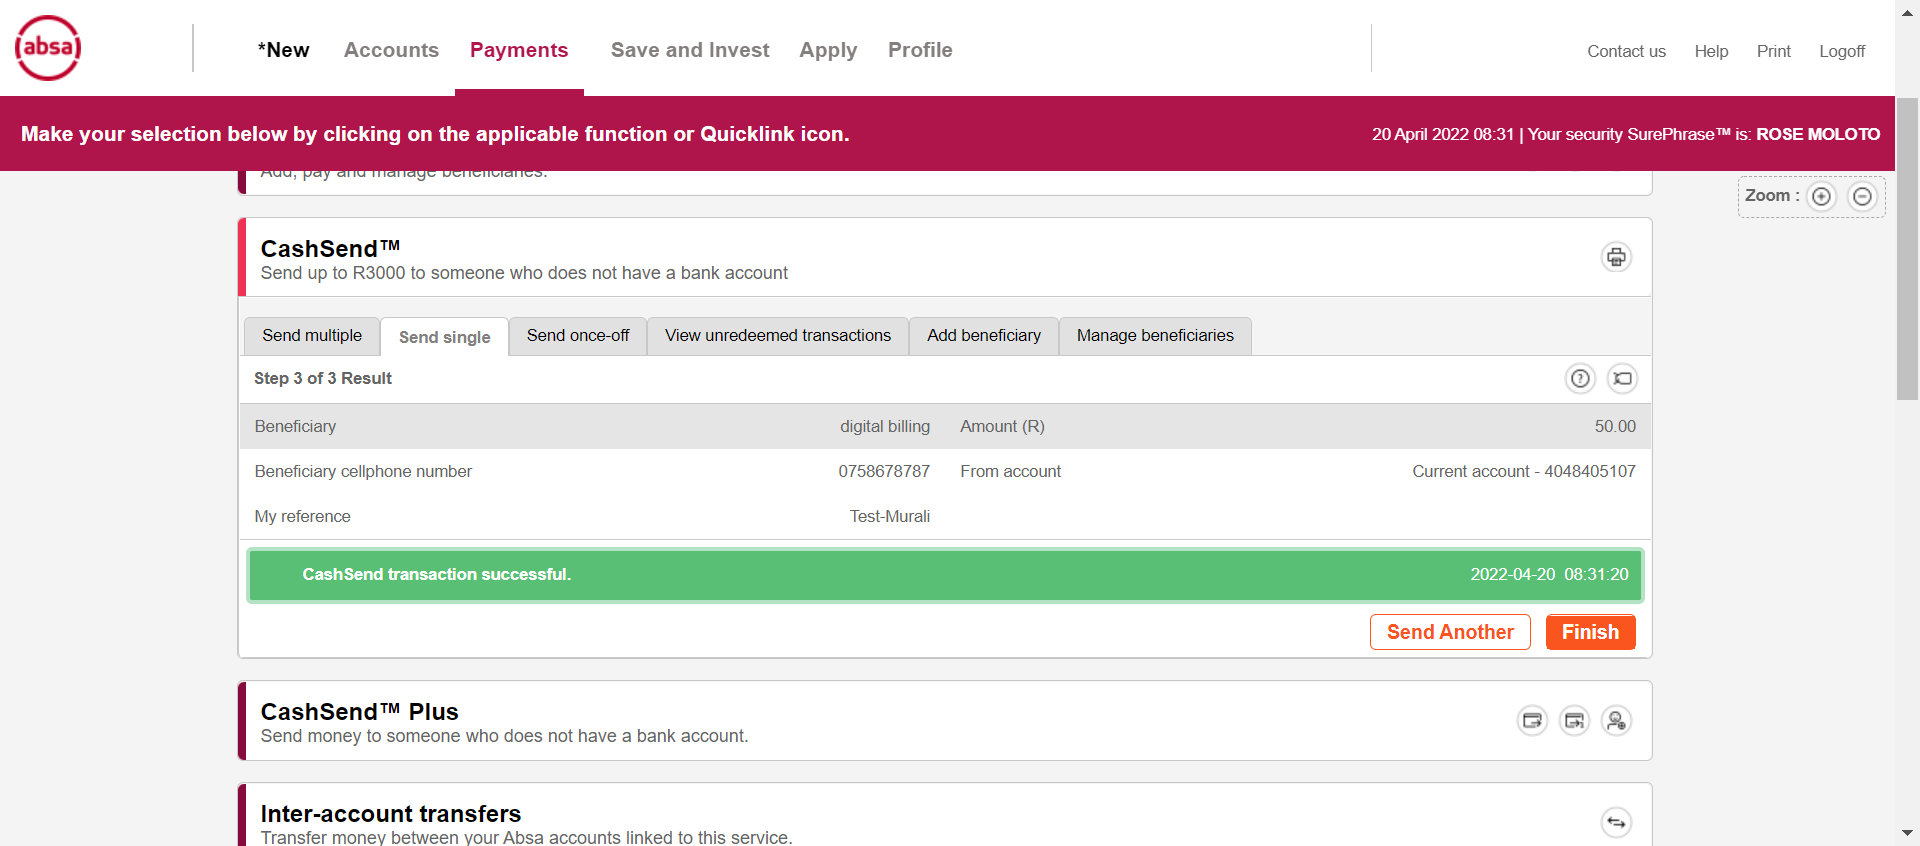 absa
*New Accounts Payments Save and Invest Apply Profile Contact us Help Print Logoff
Make your selection below by clicking on the applicable function or Quicklink icon. 20 April 2022 08:31 | Your security SurePhrase™ is: ROSE MOLOTO
Add, pay and manage beneficiaries.
Zoom :
CashSend™
Send up to R3000 to someone who does not have a bank account
Send multiple Send single Send once-off View unredeemed transactions Add beneficiary Manage beneficiaries
Step 3 of 3 Result
Beneficiary digital billing Amount (R) 50.00
Beneficiary cellphone number 0758678787 From account Current account - 4048405107
My reference Test-Murali
CashSend transaction successful. 2022-04-20 08:31:20
Send Another Finish
CashSend™ Plus
Send money to someone who does not have a bank account.
Inter-account transfers
Transfer money between your Absa accounts linked to this service.